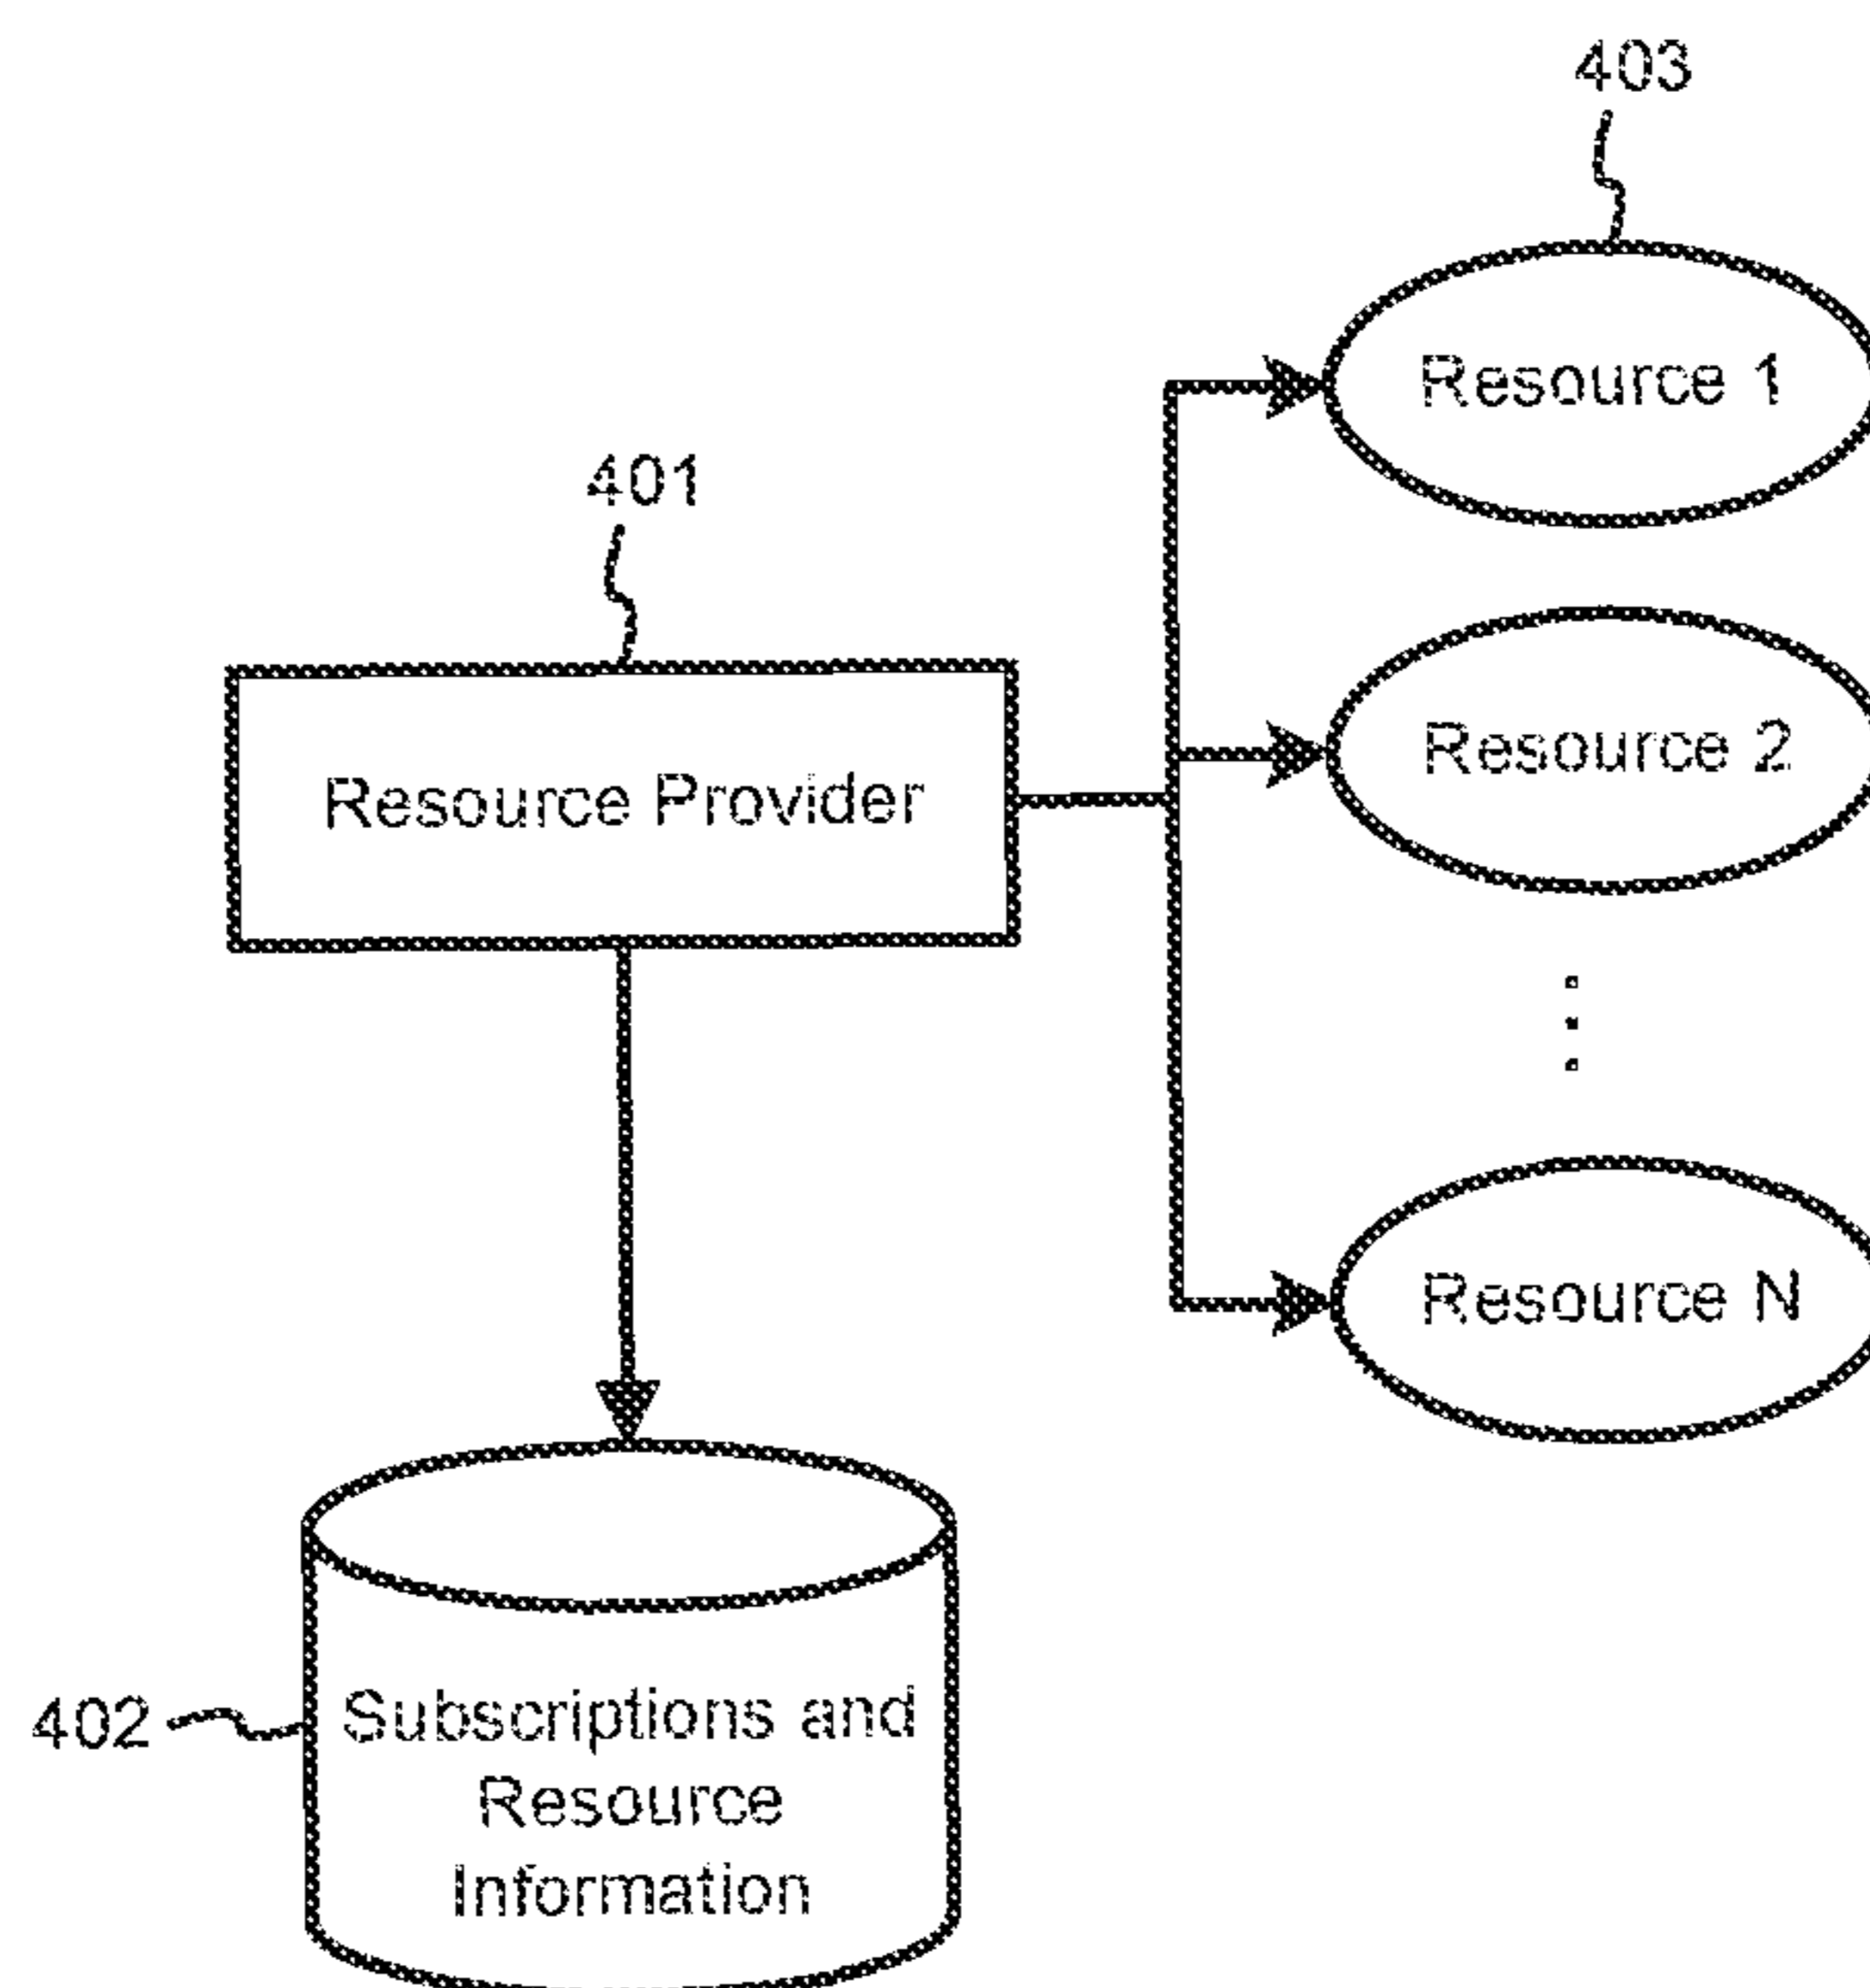 403
Resource 1
401
Resource 2
Resource Provider
Resource N
402
Subscriptions and
Resource
Information